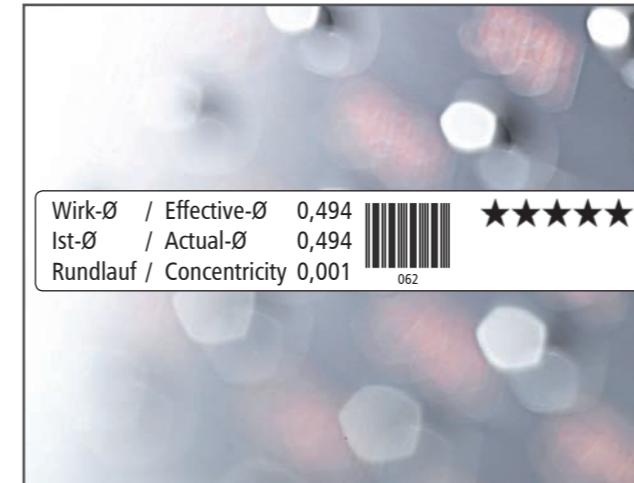 Wirk-Ø / Effective-Ø 0,494 ★★★★★
Ist-Ø / Actual-Ø 0,494
Rundlauf / Concentricity 0,001
062